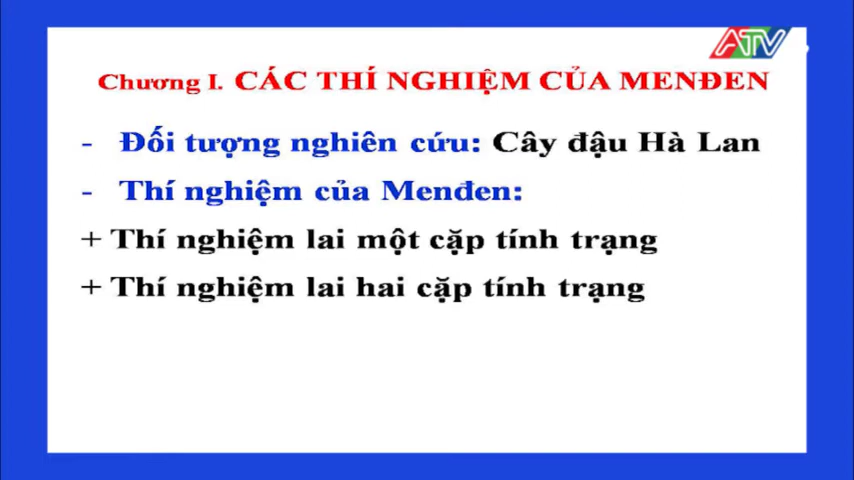 ATV
Chương I. CÁC THÍ NGHIỆM CỦA MENĐEN
- Đối tượng nghiên cứu: Cây đậu Hà Lan
- Thí nghiệm của Menđen:
+ Thí nghiệm lai một cặp tính trạng
+ Thí nghiệm lai hai cặp tính trạng